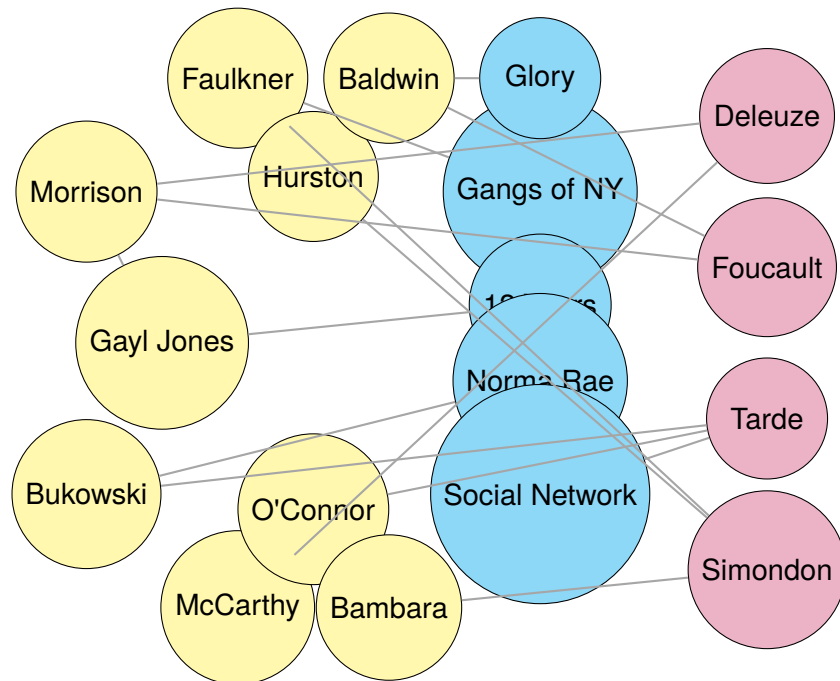 Faulkner
Baldwin
Glory
Deleuze
Hurston
Morrison
Gangs of NY
Foucault
Gayl Jones
Norma Rae
Tarde
Bukowski
O'Connor
Social Network
Simondon
McCarthy
Bambara